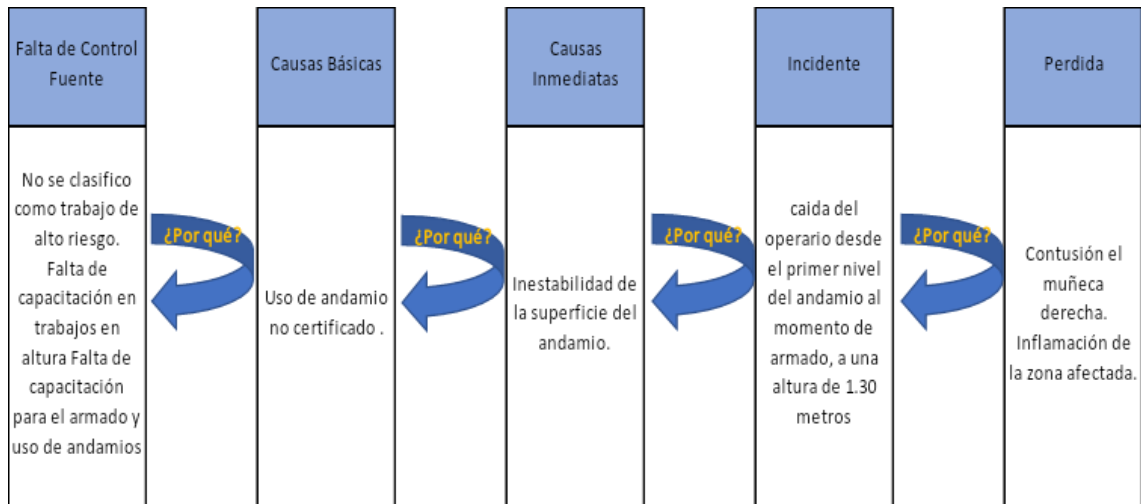 Falta de Control
Fuente
Causas Básicas
Causas
Inmediatas
Incidente
Perdida
No se clasifico
como trabajo de
alto riesgo.
Falta de
capacitación en
trabajos en
altura Falta de
capacitación
para el armado y
uso de andamios
¿Por qué?
Uso de andamio
no certificado .
¿Por qué?
Inestabilidad de
la superficie del
andamio.
¿Por qué?
caida del
operario desde
el primer nivel
del andamio al
momento de
armado, a una
altura de 1.30
metros
¿Por qué?
Contusión el
muñeca
derecha.
Inflamación de
la zona afectada.